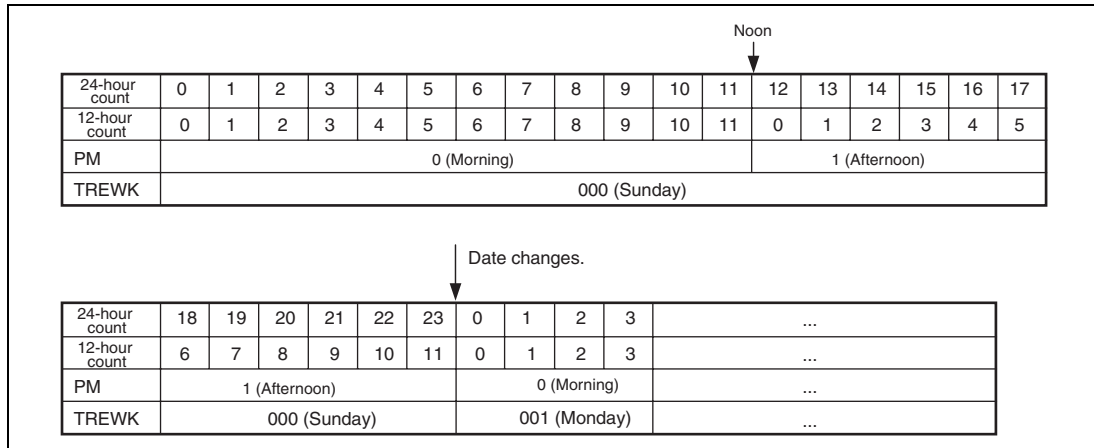 Noon
24-hour count 0 1 2 3 4 5 6 7 8 9 10 11 12 13 14 15 16 17
12-hour count 0 1 2 3 4 5 6 7 8 9 10 11 0 1 2 3 4 5
PM 0 (Morning) 1 (Afternoon)
TREWK 000 (Sunday)
Date changes.
24-hour count 18 19 20 21 22 23 0 1 2 3 ...
12-hour count 6 7 8 9 10 11 0 1 2 3 ...
PM 1 (Afternoon) 0 (Morning) ...
TREWK 000 (Sunday) 001 (Monday) ...